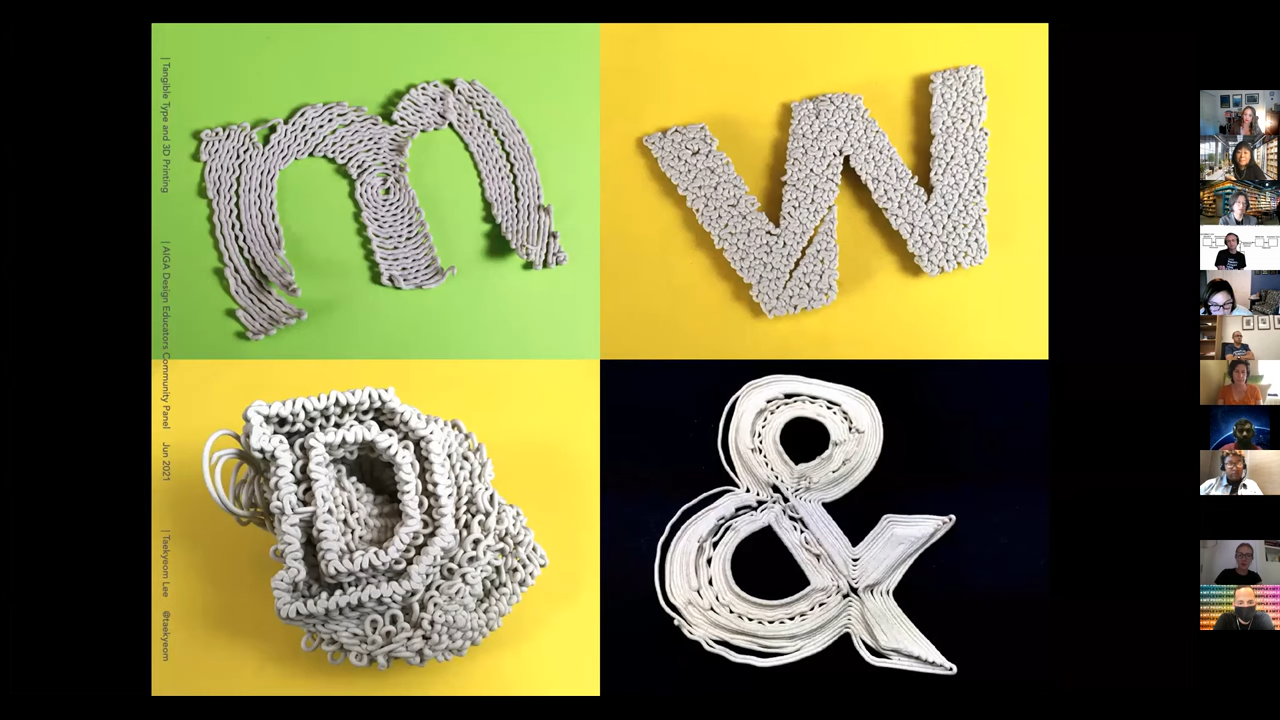 | Tangible Type and 3D Printing | AIGA Design Educators Community Panel Jun 2021 | Taekyeom Lee @taekyeom
m
W
D
&